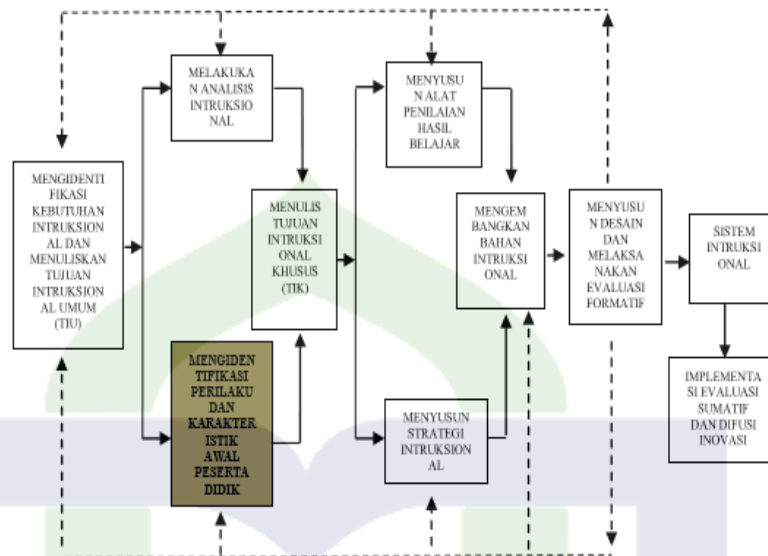 MENGIDENTI
FIKASI
KEBUTUHAN
INTRUKSION
AL DAN
MENULISKAN
TUJUAN
INTRUKSION
AL UMUM
(TIU)
MELAKUKA
N ANALISIS
INTRUKSIO
NAL
MENGIDEN
TIFIKASI
PERILAKU
DAN
KARAKTER
ISTIK
AWAL
PESERTA
DIDIK
MENULIS
TUJUAN
INTRUKSI
ONAL
KHUSUS
(TIK)
MENYUSU
N ALAT
PENILAIAN
HASIL
BELAJAR
MENYUSUN
STRATEGI
INTRUKSION
AL
MENGEM
BANGKAN
BAHAN
INTRUKSI
ONAL
MENYUSU
N DESAIN
DAN
MELAKSA
NAKAN
EVALUASI
FORMATIF
SISTEM
INTRUKSI
ONAL
IMPLEMENTA
SI EVALUASI
SUMATIF
DAN DIFUSI
INOVASI